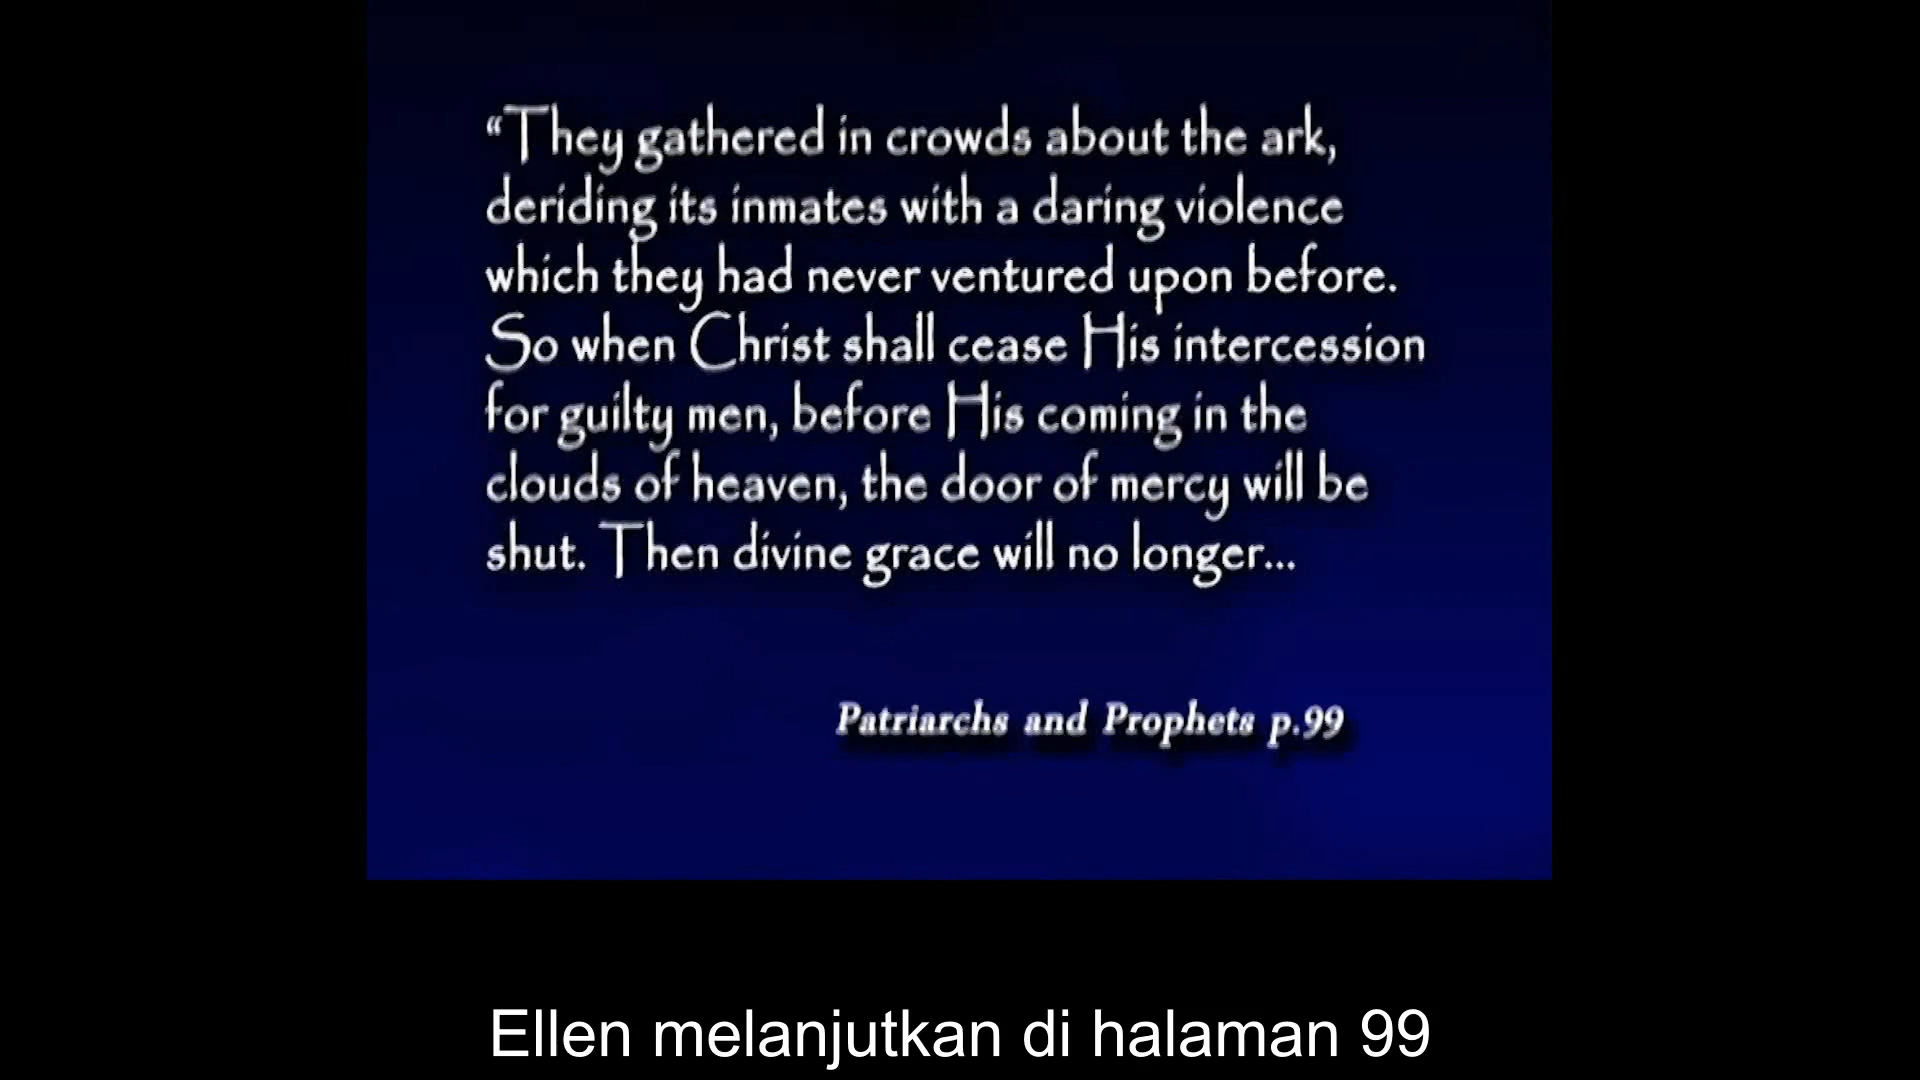 “They gathered in crowds about the ark,
deriding its inmates with a daring violence
which they had never ventured upon before.
So when Christ shall cease His intercession
for guilty men, before His coming in the
clouds of heaven, the door of mercy will be
shut. Then divine grace will no longer...
Patriarchs and Prophets p.99
Ellen melanjutkan di halaman 99